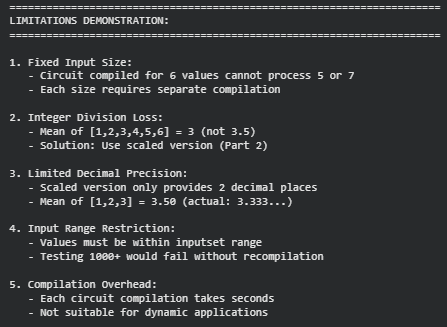 ======================================================================
LIMITATIONS DEMONSTRATION:
======================================================================
1. Fixed Input Size:
- Circuit compiled for 6 values cannot process 5 or 7
- Each size requires separate compilation
2. Integer Division Loss:
- Mean of [1,2,3,4,5,6] = 3 (not 3.5)
- Solution: Use scaled version (Part 2)
3. Limited Decimal Precision:
- Scaled version only provides 2 decimal places
- Mean of [1,2,3] = 3.50 (actual: 3.333...)
4. Input Range Restriction:
- Values must be within inputset range
- Testing 1000+ would fail without recompilation
5. Compilation Overhead:
- Each circuit compilation takes seconds
- Not suitable for dynamic applications